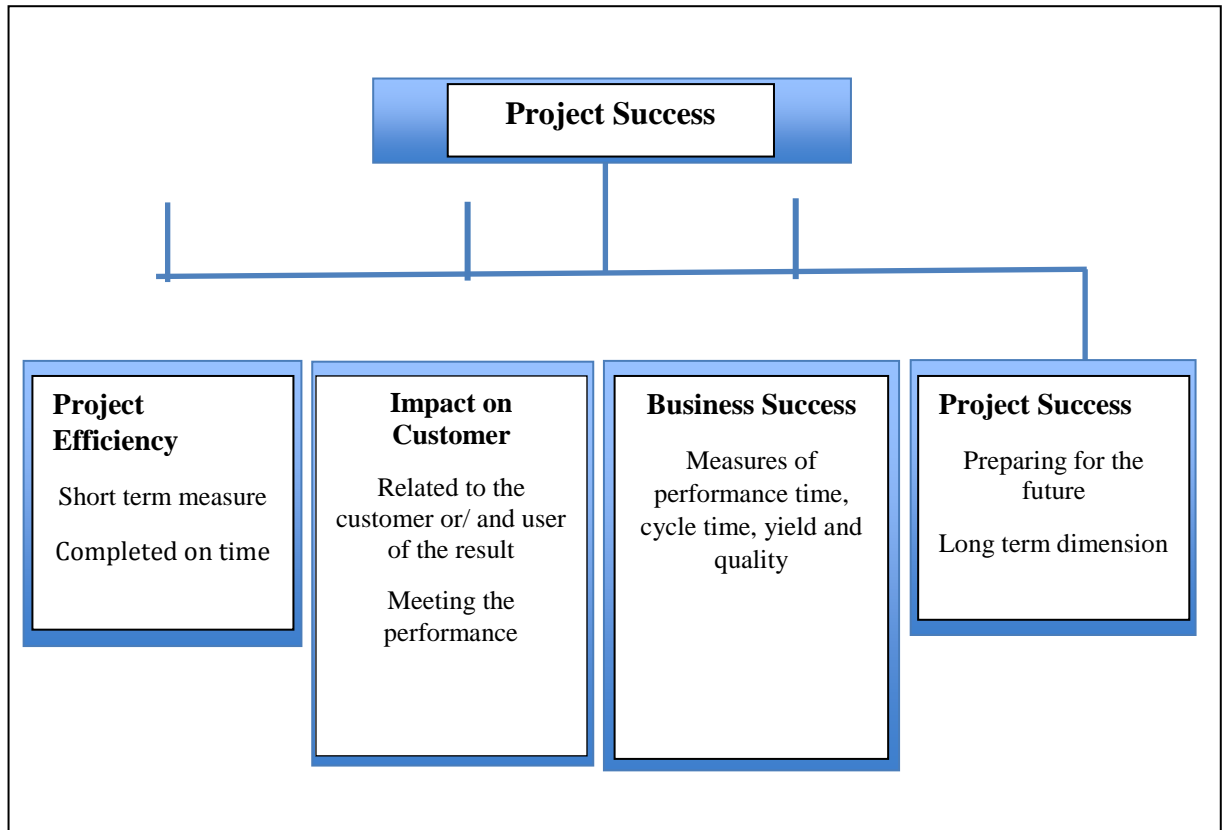 Project Success
Project
Efficiency
Short term measure
Completed on time
Impact on
Customer
Related to the
customer or/ and user
of the result
Meeting the
performance
Business Success
Measures of
performance time,
cycle time, yield and
quality
Project Success
Preparing for the
future
Long term dimension